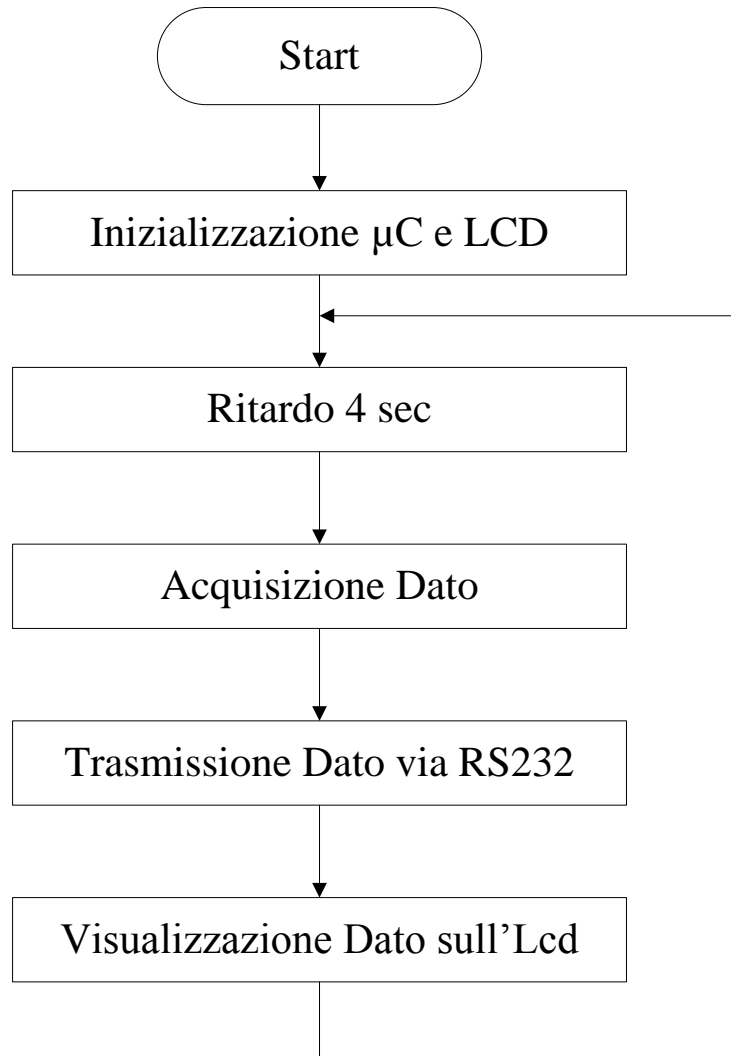 Start
Inizializzazione µC e LCD
Ritardo 4 sec
Acquisizione Dato
Trasmissione Dato via RS232
Visualizzazione Dato sull’Lcd